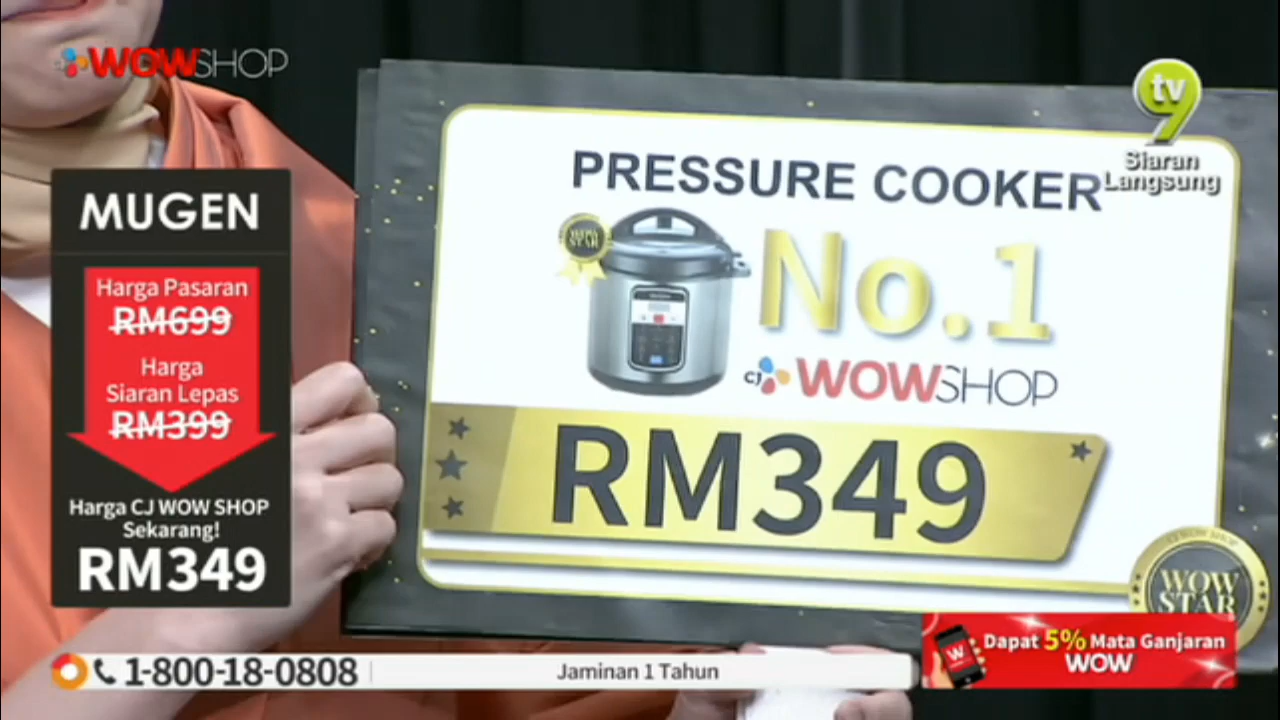 WOWSHOP
tv9
Siaran
Langsung
MUGEN
Harga Pasaran
RM699
Harga
Siaran Lepas
RM399
Harga CJ WOW SHOP
Sekarang!
RM349
PRESSURE COOKER
WOW
STAR
No.1
CJ WOWSHOP
RM349
WOW
STAR
Dapat 5% Mata Ganjaran
WOW
W
1-800-18-0808
Jaminan 1 Tahun